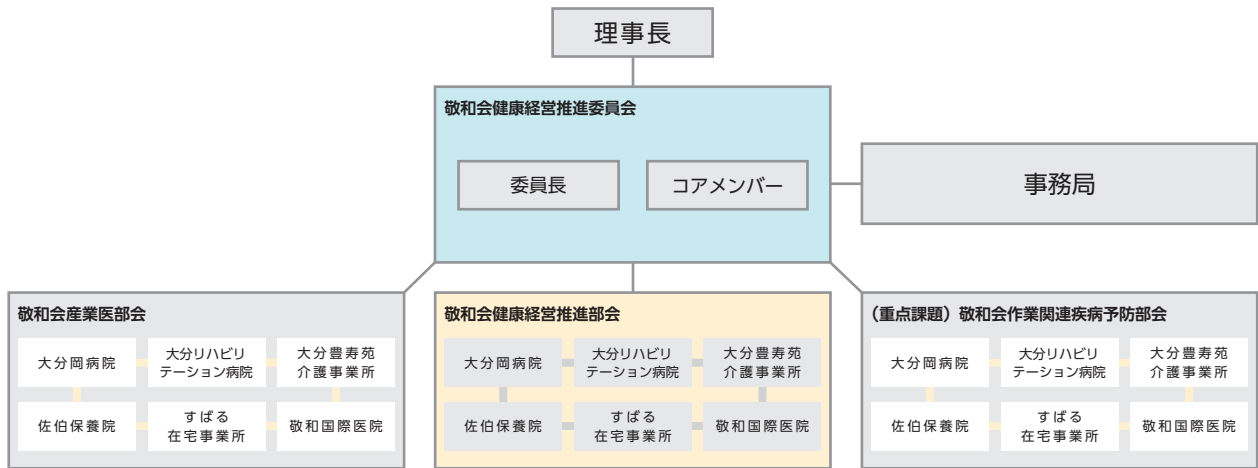 理事長
敬和会健康経営推進委員会
委員長
コアメンバー
事務局
敬和会産業医部会
大分岡病院
大分リハビリ
テーション病院
大分豊寿苑
介護事業所
佐伯保養院
すばる
在宅事業所
敬和国際医院
敬和会健康経営推進部会
大分岡病院
大分リハビリ
テーション病院
大分豊寿苑
介護事業所
佐伯保養院
すばる
在宅事業所
敬和国際医院
（重点課題）敬和会作業関連疾病予防部会
大分岡病院
大分リハビリ
テーション病院
大分豊寿苑
介護事業所
佐伯保養院
すばる
在宅事業所
敬和国際医院